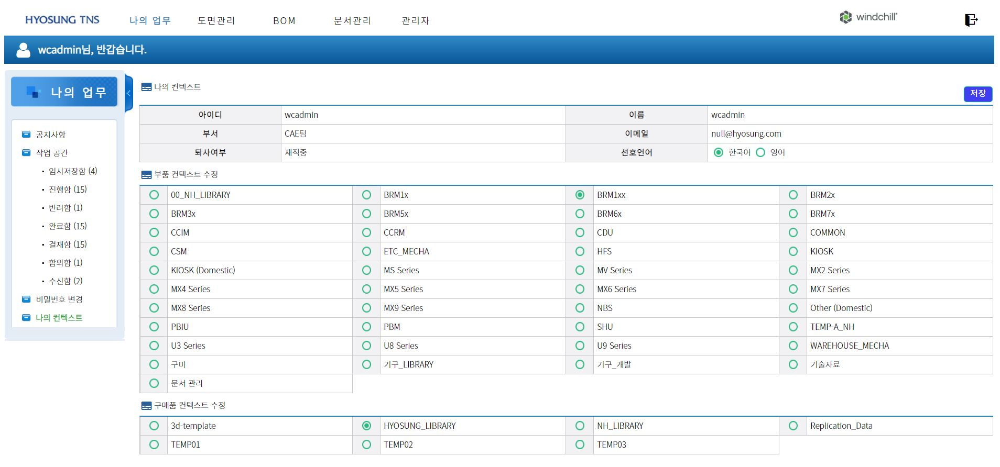 HYOSUNG TNS 나의 업무 도면관리 BOM 문서관리 관리자 windchill
wcadmin님, 반갑습니다.
나의 업무
공지사항
작업 공간
임시저장함 (4)
진행함 (15)
반려함 (1)
완료함 (15)
결재함 (15)
합의함 (1)
수신함 (2)
비밀번호 변경
나의 컨텍스트
나의 컨텍스트
저장
아이디 wcadmin 이름 wcadmin
부서 CAE팀 이메일 null@hyosung.com
퇴사여부 재직중 선호언어 한국어 영어
부품 컨텍스트 수정
00_NH_LIBRARY BRM1x BRM1xx BRM2x
BRM3x BRM5x BRM6x BRM7x
CCIM CCRM CDU COMMON
CSM ETC_MECHA HFS KIOSK
KIOSK (Domestic) MS Series MV Series MX2 Series
MX4 Series MX5 Series MX6 Series MX7 Series
MX8 Series MX9 Series NBS Other (Domestic)
PBIU PBM SHU TEMP-A_NH
U3 Series U8 Series U9 Series WAREHOUSE_MECHA
구미 기구_LIBRARY 기구_개발 기술자료
문서 관리
구매품 컨텍스트 수정
3d-template HYOSUNG_LIBRARY NH_LIBRARY Replication_Data
TEMP01 TEMP02 TEMP03